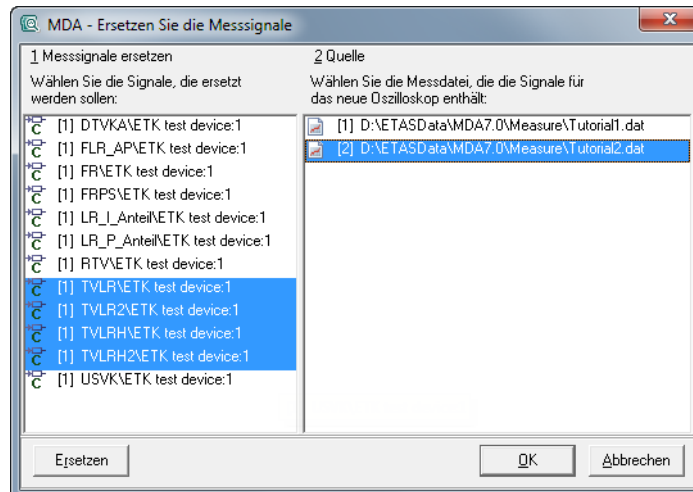 MDA - Ersetzen Sie die Messsignale
1 Messsignale ersetzen
Wählen Sie die Signale, die ersetzt
werden sollen:
[1] DTVKA\ETK test device:1
[1] FLR_AP\ETK test device:1
[1] FR\ETK test device:1
[1] FRPS\ETK test device:1
[1] LR_I_Anteil\ETK test device:1
[1] LR_P_Anteil\ETK test device:1
[1] RTV\ETK test device:1
[1] TVLR\ETK test device:1
[1] TVLR2\ETK test device:1
[1] TVLRH\ETK test device:1
[1] TVLRH2\ETK test device:1
[1] USVK\ETK test device:1
2 Quelle
Wählen Sie die Messdatei, die die Signale für
das neue Oszilloskop enthält:
[1] D:\ETASData\MDA7.0\Measure\Tutorial1.dat
[2] D:\ETASData\MDA7.0\Measure\Tutorial2.dat
Ersetzen
OK
Abbrechen